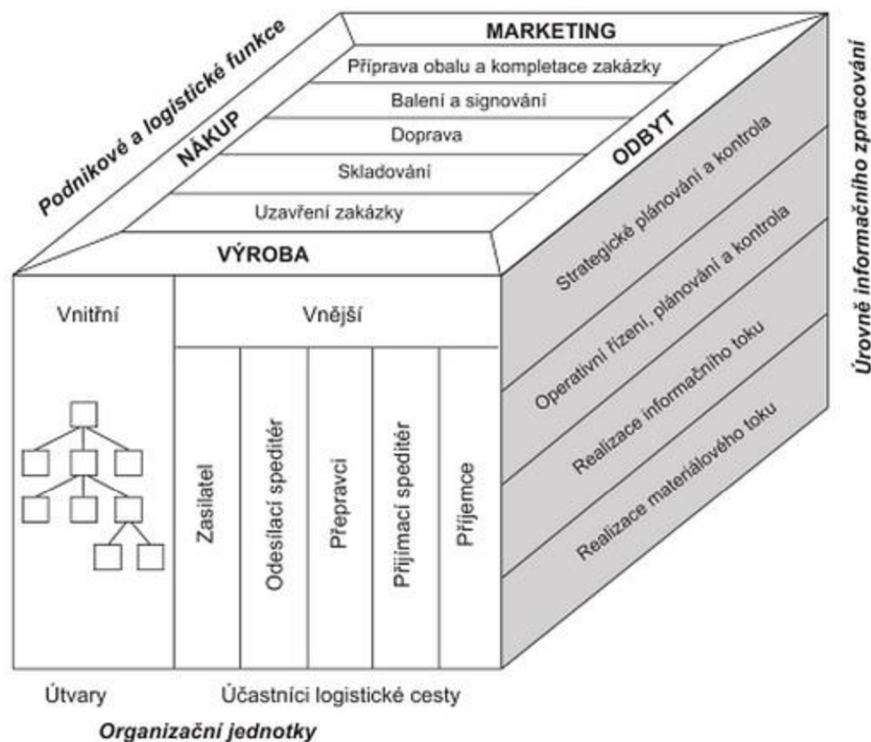 MARKETING
Podnikové a logistické funkce
NÁKUP
Příprava obalu a kompletace zakázky
Balení a signování
Doprava
Skladování
Uzavření zakázky
ODBYT
VÝROBA
Úrovně informačního zpracování
Strategické plánování a kontrola
Operativní řízení, plánování a kontrola
Realizace informačního toku
Realizace materiálového toku
Vnitřní
Vnější
Zasilatel
Odesílací speditér
Přepravci
Přijímací speditér
Příjemce
Útvary
Účastníci logistické cesty
Organizační jednotky